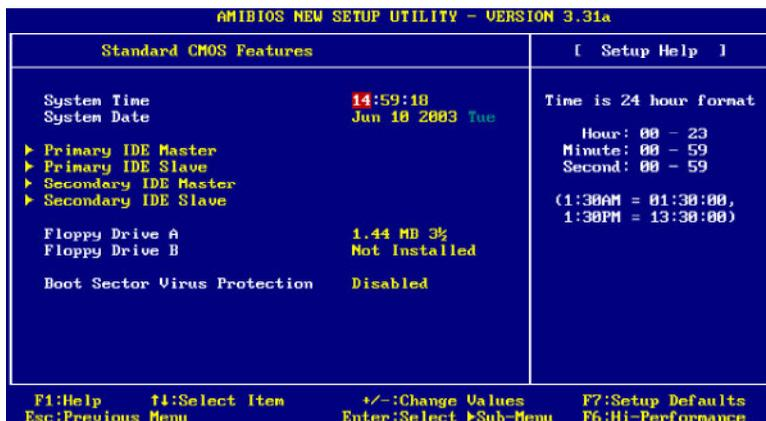 AMIBIOS NEW SETUP UTILITY - VERSION 3.31a
Standard CMOS Features
[ Setup Help ]
System Time 14:59:18
System Date Jun 10 2003 Tue
▶ Primary IDE Master
▶ Primary IDE Slave
▶ Secondary IDE Master
▶ Secondary IDE Slave
Floppy Drive A 1.44 MB 3½
Floppy Drive B Not Installed
Boot Sector Virus Protection Disabled
Time is 24 hour format
Hour: 00 - 23
Minute: 00 - 59
Second: 00 - 59
(1:30AM = 01:30:00,
1:30PM = 13:30:00)
F1:Help ↑↓:Select Item +/-:Change Values F7:Setup Defaults
Esc:Previous Menu Enter:Select ▶Sub-Menu F6:Hi-Performance